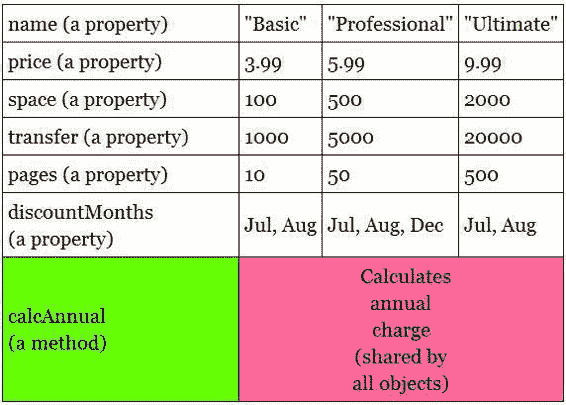 name (a property) "Basic" "Professional" "Ultimate"
price (a property) 3.99 5.99 9.99
space (a property) 100 500 2000
transfer (a property) 1000 5000 20000
pages (a property) 10 50 500
discountMonths
(a property) Jul, Aug Jul, Aug, Dec Jul, Aug
calcAnnual
(a method)
Calculates
annual
charge
(shared by
all objects)